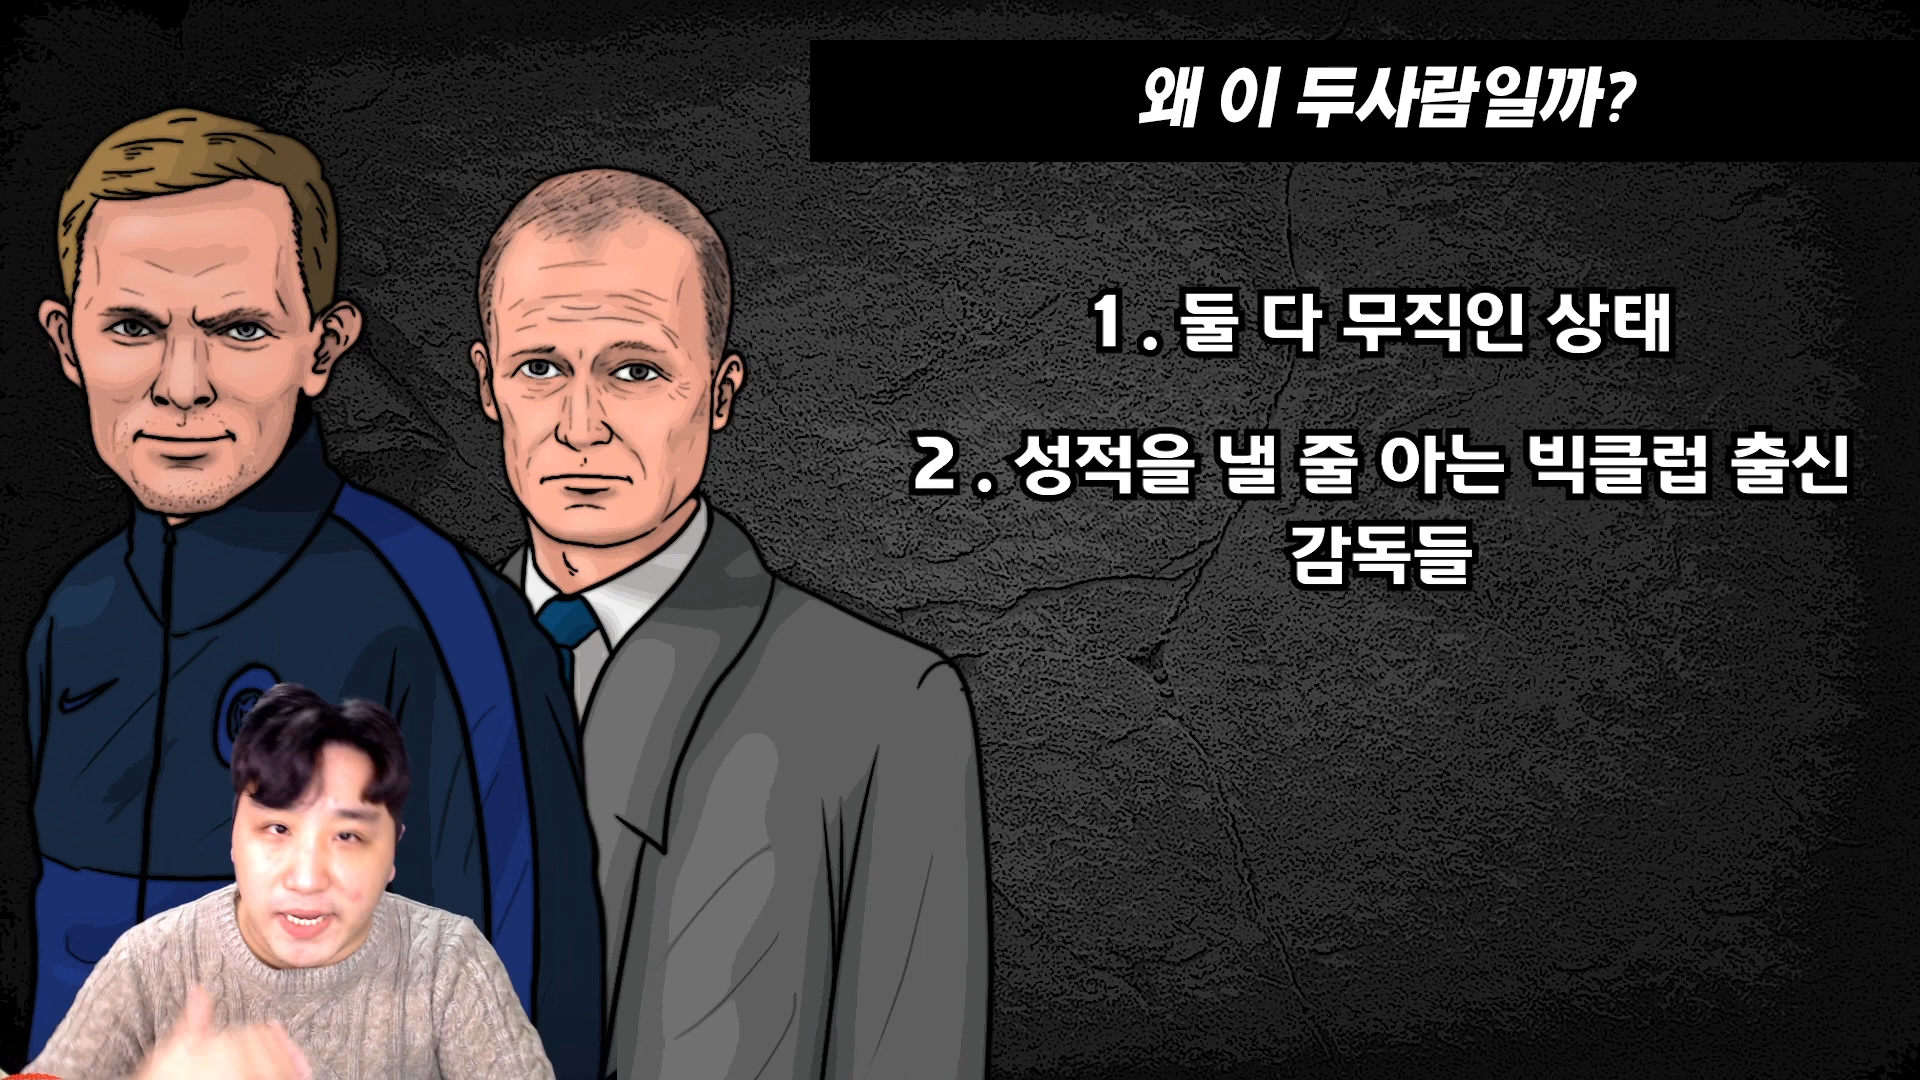 왜 이 두사람일까?
1. 둘 다 무직인 상태
2. 성적을 낼 줄 아는 빅클럽 출신
감독들